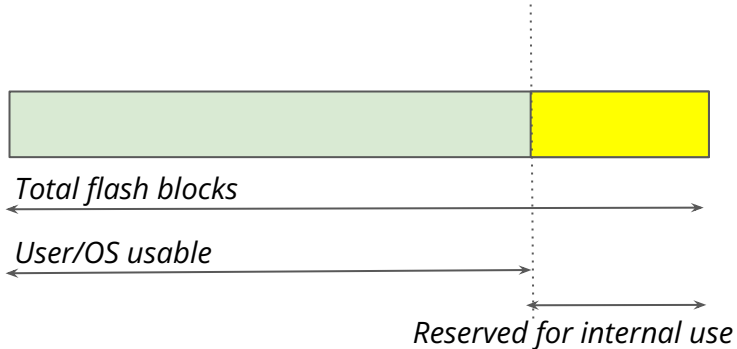 Total flash blocks
User/OS usable
Reserved for internal use